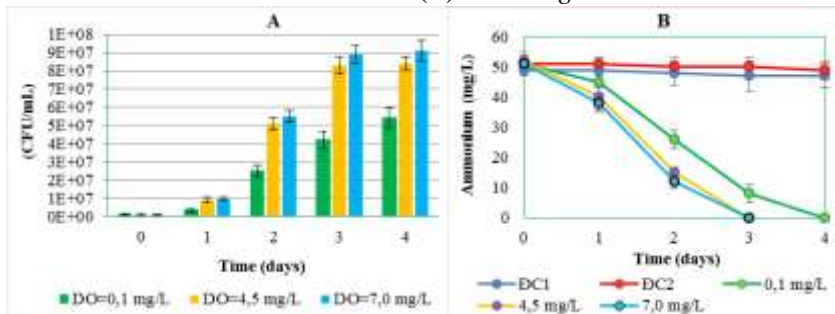 A
(CFU/mL)
1E+08
9E+07
8E+07
7E+07
6E+07
5E+07
4E+07
3E+07
2E+07
1E+07
0E+00
0 1 2 3 4
Time (days)
DO=0,1 mg/L DO=4,5 mg/L DO=7,0 mg/L
B
Ammonium (mg/L)
60
50
40
30
20
10
0
0 1 2 3 4
Time (days)
ĐC1 ĐC2 0,1 mg/L
4,5 mg/L 7,0 mg/L